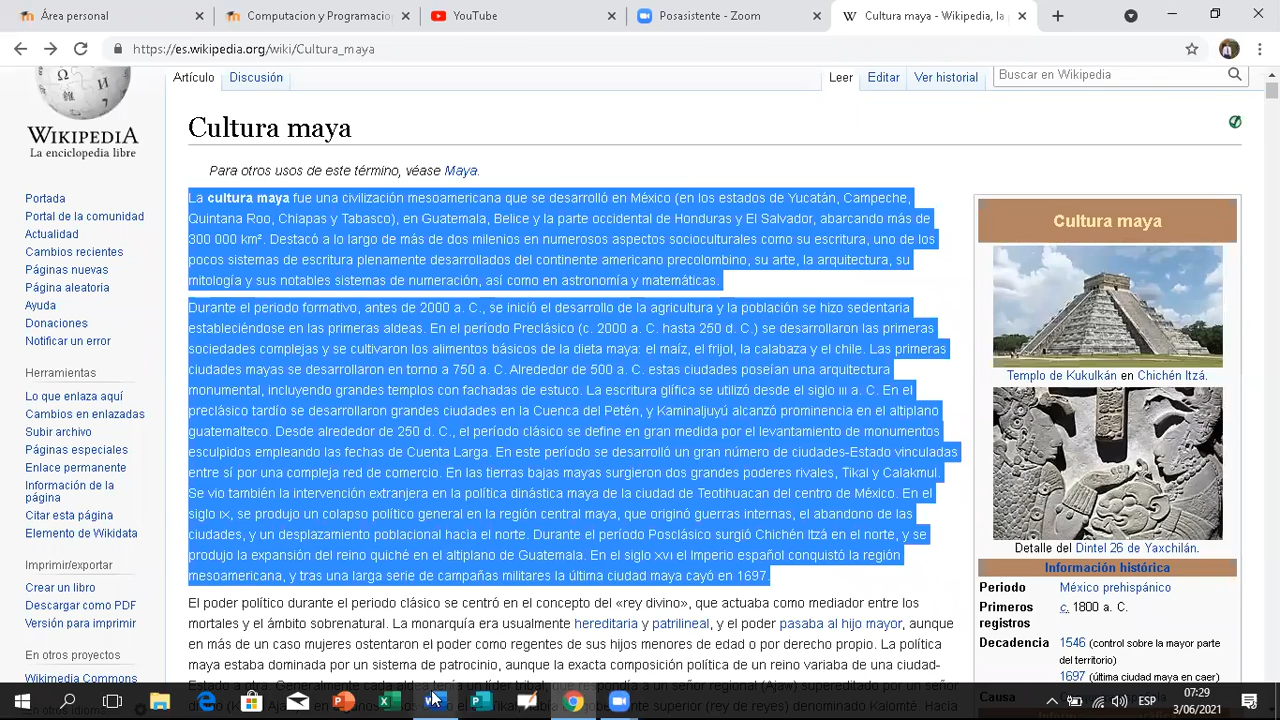 Área personal
Computacion y Programacio
YouTube
Posasistente - Zoom
Cultura maya - Wikipedia, la
https://es.wikipedia.org/wiki/Cultura_maya
Artículo
Discusión
Leer
Editar
Ver historial
Buscar en Wikipedia
WIKIPEDIA
La enciclopedia libre
Portada
Portal de la comunidad
Actualidad
Cambios recientes
Páginas nuevas
Página aleatoria
Ayuda
Donaciones
Notificar un error
Herramientas
Lo que enlaza aquí
Cambios en enlazadas
Subir archivo
Páginas especiales
Enlace permanente
Información de la
página
Citar esta página
Elemento de Wikidata
Imprimir/exportar
Crear un libro
Descargar como PDF
Versión para imprimir
En otros proyectos
Wikimedia Commons
Cultura maya
Para otros usos de este término, véase Maya.
La cultura maya fue una civilización mesoamericana que se desarrolló en México (en los estados de Yucatán, Campeche,
Quintana Roo, Chiapas y Tabasco), en Guatemala, Belice y la parte occidental de Honduras y El Salvador, abarcando más de
300 000 km². Destacó a lo largo de más de dos milenios en numerosos aspectos socioculturales como su escritura, uno de los
pocos sistemas de escritura plenamente desarrollados del continente americano precolombino, su arte, la arquitectura, su
mitología y sus notables sistemas de numeración, así como en astronomía y matemáticas.
Durante el periodo formativo, antes de 2000 a. C., se inició el desarrollo de la agricultura y la población se hizo sedentaria
estableciéndose en las primeras aldeas. En el período Preclásico (c. 2000 a. C. hasta 250 d. C.) se desarrollaron las primeras
sociedades complejas y se cultivaron los alimentos básicos de la dieta maya: el maíz, el frijol, la calabaza y el chile. Las primeras
ciudades mayas se desarrollaron en torno a 750 a. C. Alrededor de 500 a. C. estas ciudades poseían una arquitectura
monumental, incluyendo grandes templos con fachadas de estuco. La escritura glífica se utilizó desde el siglo III a. C. En el
preclásico tardío se desarrollaron grandes ciudades en la Cuenca del Petén, y Kaminaljuyú alcanzó prominencia en el altiplano
guatemalteco. Desde alrededor de 250 d. C., el período clásico se define en gran medida por el levantamiento de monumentos
esculpidos empleando las fechas de Cuenta Larga. En este período se desarrolló un gran número de ciudades-Estado vinculadas
entre sí por una compleja red de comercio. En las tierras bajas mayas surgieron dos grandes poderes rivales, Tikal y Calakmul.
Se vio también la intervención extranjera en la política dinástica maya de la ciudad de Teotihuacan del centro de México. En el
siglo IX, se produjo un colapso político general en la región central maya, que originó guerras internas, el abandono de las
ciudades, y un desplazamiento poblacional hacia el norte. Durante el período Posclásico surgió Chichén Itzá en el norte, y se
produjo la expansión del reino quiché en el altiplano de Guatemala. En el siglo XVI el Imperio español conquistó la región
mesoamericana, y tras una larga serie de campañas militares la última ciudad maya cayó en 1697.
El poder político durante el periodo clásico se centró en el concepto del «rey divino», que actuaba como mediador entre los
mortales y el ámbito sobrenatural. La monarquía era usualmente hereditaria y patrilineal, y el poder pasaba al hijo mayor, aunque
en más de un caso mujeres ostentaron el poder como regentes de sus hijos menores de edad o por derecho propio. La política
maya estaba dominada por un sistema de patrocinio, aunque la exacta composición política de un reino variaba de una ciudad-
Cultura maya
Templo de Kukulkán en Chichén Itzá.
Detalle del Dintel 26 de Yaxchilán.
Información histórica
Periodo México prehispánico
Primeros c. 1800 a. C.
registros
Decadencia 1546 (control sobre la mayor parte
del territorio)
1697 (última ciudad maya en caer)
Causa
ESP
07:29
3/06/2021